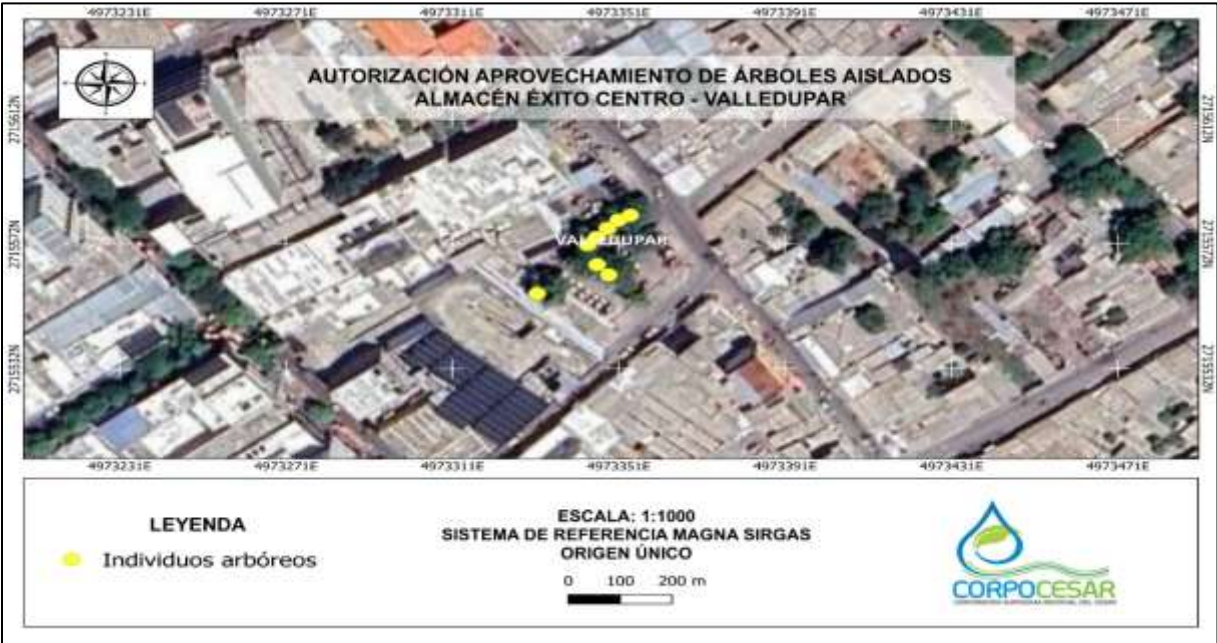 4973231E 4973271E 4973311E 4973351E 4973391E 4973431E 4973471E
AUTORIZACIÓN APROVECHAMIENTO DE ÁRBOLES AISLADOS
ALMACÉN ÉXITO CENTRO - VALLEDUPAR
2715612N 2715612N
VALLEDUPAR
2715572N 2715572N
2715532N 2715512N
4973231E 4973271E 4973311E 4973351E 4973391E 4973431E 4973471E
LEYENDA
Individuos arbóreos
ESCALA: 1:1000
SISTEMA DE REFERENCIA MAGNA SIRGAS
ORIGEN ÚNICO
0 100 200 m
CORPOCESAR